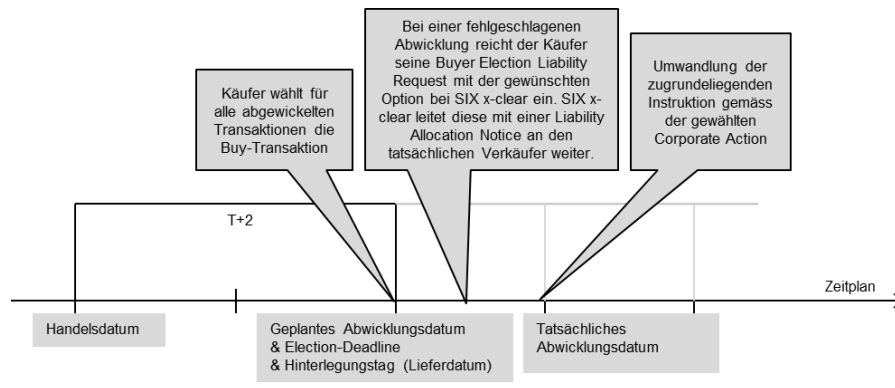 Käufer wählt für
alle abgewickelten
Transaktionen die
Buy-Transaktion
Bei einer fehlgeschlagenen
Abwicklung reicht der Käufer
seine Buyer Election Liability
Request mit der gewünschten
Option bei SIX x-clear ein. SIX x-
clear leitet diese mit einer Liability
Allocation Notice an den
tatsächlichen Verkäufer weiter.
Umwandlung der
zugrundeliegenden
Instruktion gemäss
der gewählten
Corporate Action
T+2
Zeitplan
Handelsdatum
Geplantes Abwicklungsdatum
& Election-Deadline
& Hinterlegungstag (Lieferdatum)
Tatsächliches
Abwicklungsdatum